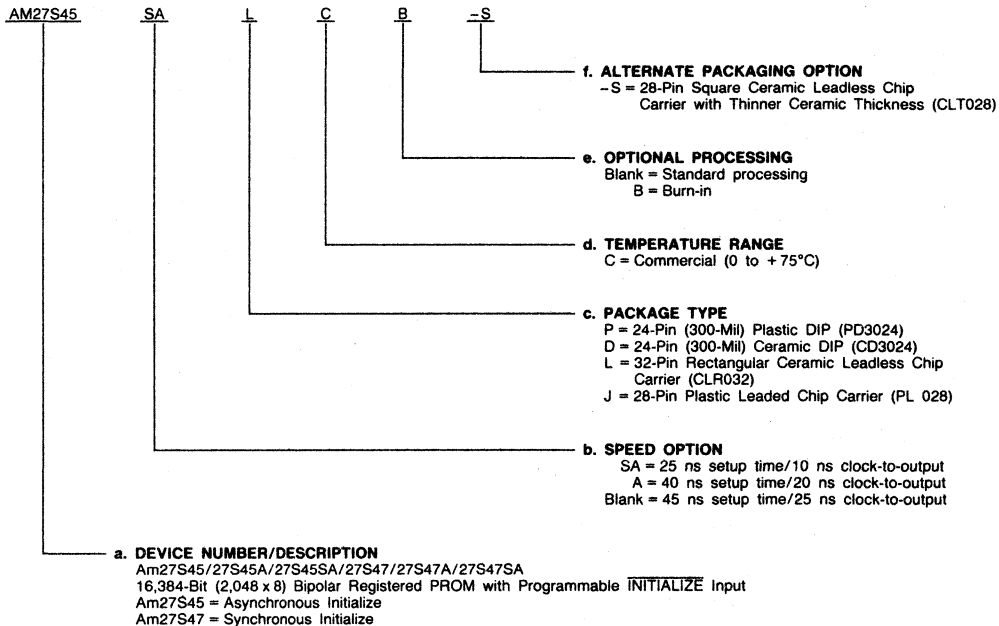 AM27S45 SA L C B -S
f. ALTERNATE PACKAGING OPTION
-S = 28-Pin Square Ceramic Leadless Chip
Carrier with Thinner Ceramic Thickness (CLT028)
e. OPTIONAL PROCESSING
Blank = Standard processing
B = Burn-in
d. TEMPERATURE RANGE
C = Commercial (0 to +75°C)
c. PACKAGE TYPE
P = 24-Pin (300-Mil) Plastic DIP (PD3024)
D = 24-Pin (300-Mil) Ceramic DIP (CD3024)
L = 32-Pin Rectangular Ceramic Leadless Chip
Carrier (CLR032)
J = 28-Pin Plastic Leaded Chip Carrier (PL 028)
b. SPEED OPTION
SA = 25 ns setup time/10 ns clock-to-output
A = 40 ns setup time/20 ns clock-to-output
Blank = 45 ns setup time/25 ns clock-to-output
a. DEVICE NUMBER/DESCRIPTION
Am27S45/27S45A/27S45SA/27S47/27S47A/27S47SA
16,384-Bit (2,048 x 8) Bipolar Registered PROM with Programmable INITIALIZE Input
Am27S45 = Asynchronous Initialize
Am27S47 = Synchronous Initialize